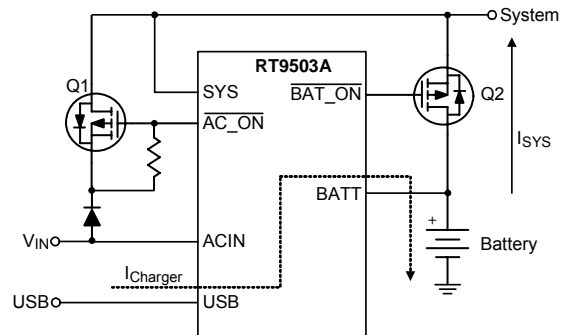 System
RT9503A
Q1
SYS
BAT_ON
Q2
AC_ON
I_SYS
BATT
+
V_IN
ACIN
Battery
I_Charger
USB
USB